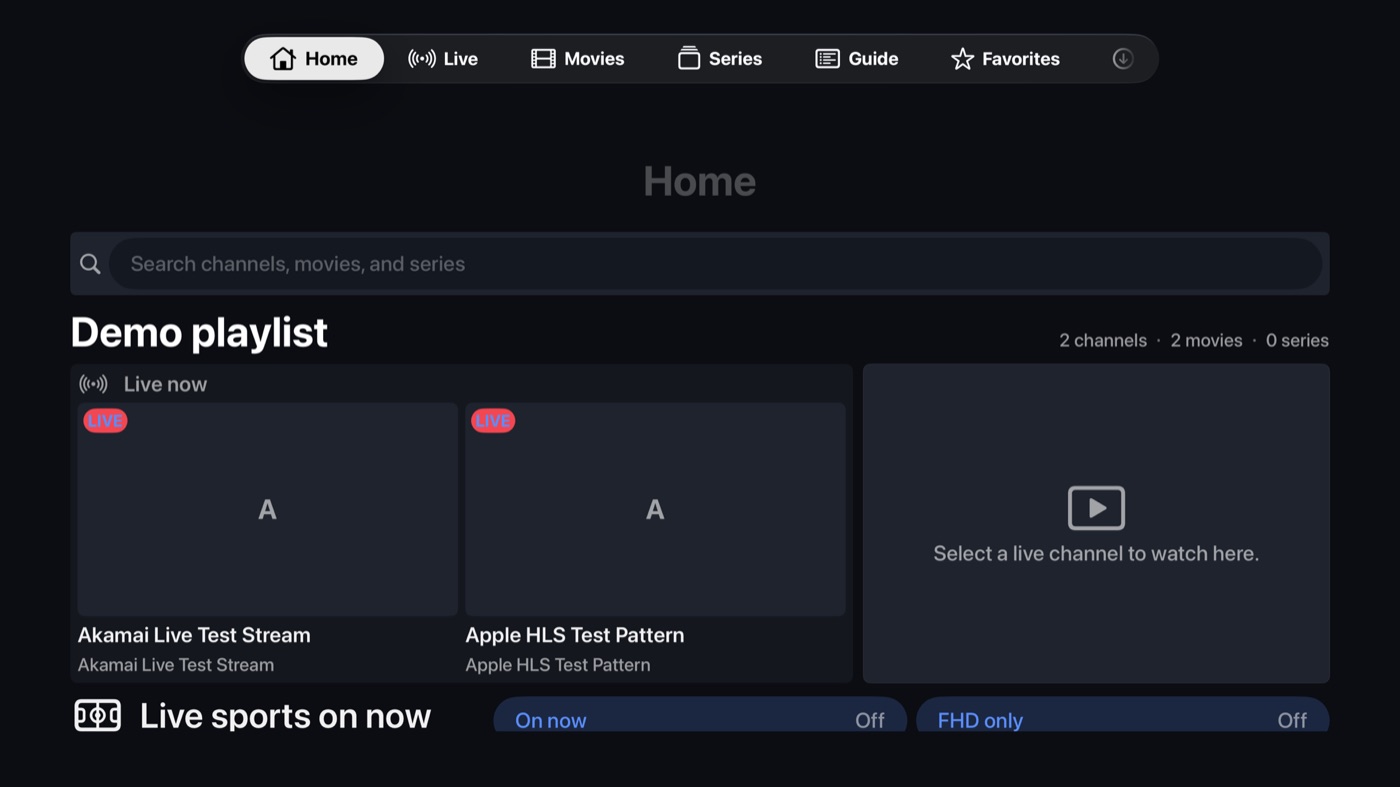 Home Live Movies Series Guide Favorites
Home
Search channels, movies, and series
Demo playlist
2 channels · 2 movies · 0 series
Live now
LIVE LIVE
A A
Select a live channel to watch here.
Akamai Live Test Stream Apple HLS Test Pattern
Akamai Live Test Stream Apple HLS Test Pattern
Live sports on now
On now Off FHD only Off